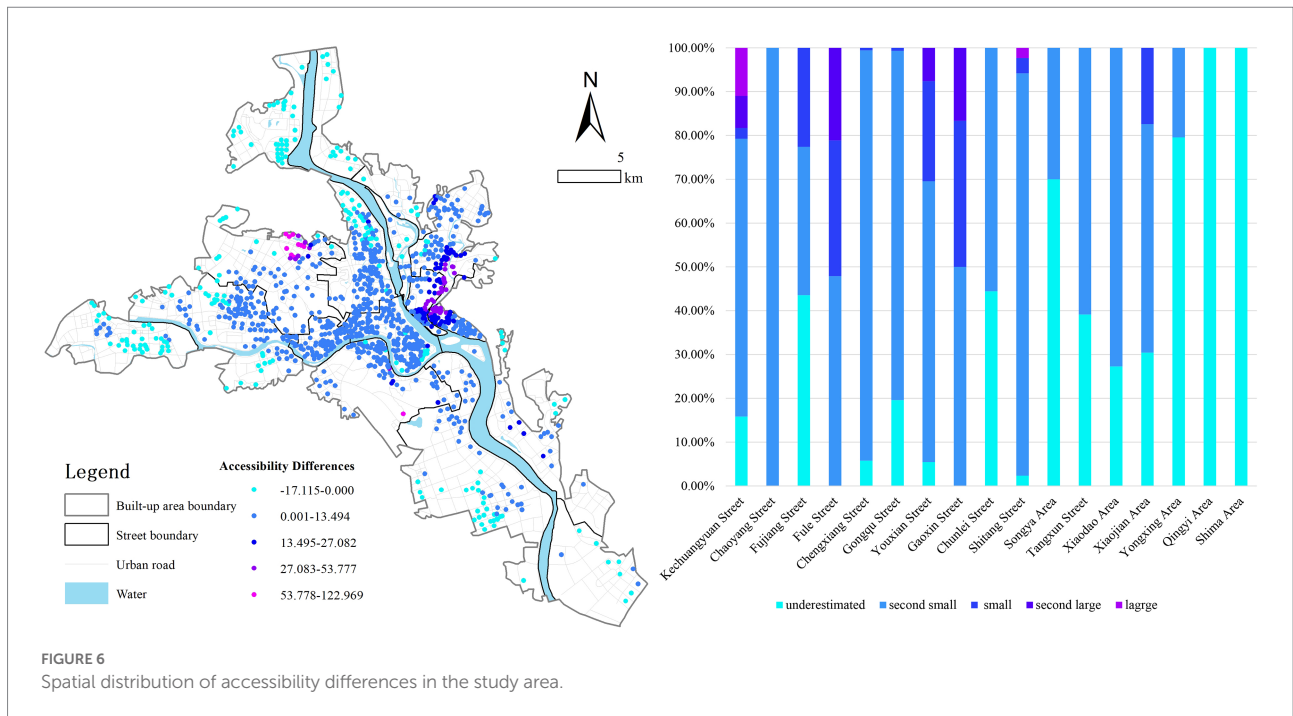 N
5
km
Legend
Built-up area boundary
Street boundary
Urban road
Water
Accessibility Differences
-17.115-0.000
0.001-13.494
13.495-27.082
27.083-53.777
53.778-122.969
100.00%
90.00%
80.00%
70.00%
60.00%
50.00%
40.00%
30.00%
20.00%
10.00%
0.00%
Kechuangyuan Street
Chaoyang Street
Fujiang Street
Fule Street
Chengxiang Street
Gongqu Street
Youxian Street
Gaoxin Street
Chunlei Street
Shitang Street
Songya Area
Tangxun Street
Xiaodao Area
Xiaojian Area
Yongxing Area
Qingyi Area
Shima Area
underestimated second small small second large lagrge
FIGURE 6
Spatial distribution of accessibility differences in the study area.